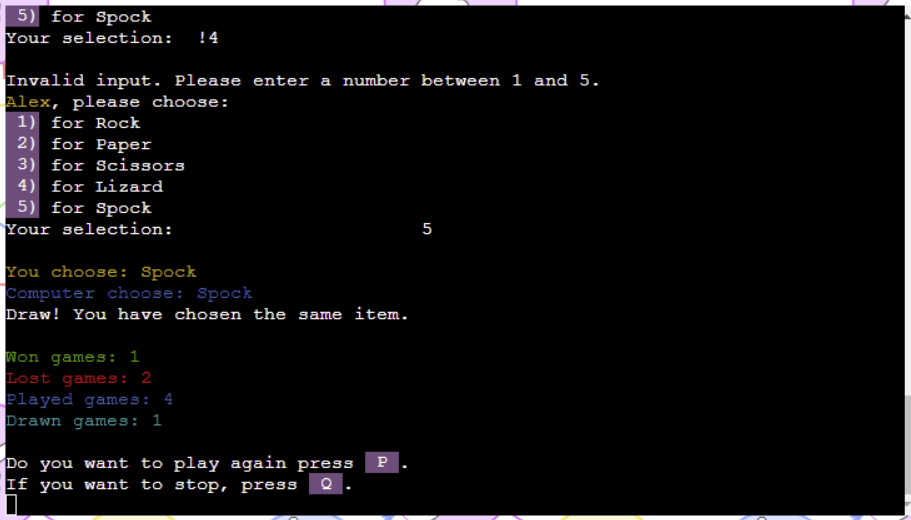 5) for Spock
Your selection:  !4
Invalid input. Please enter a number between 1 and 5.
Alex, please choose:
1) for Rock
2) for Paper
3) for Scissors
4) for Lizard
5) for Spock
Your selection:                      5
You choose: Spock
Computer choose: Spock
Draw! You have chosen the same item.
Won games: 1
Lost games: 2
Played games: 4
Drawn games: 1
Do you want to play again press P .
If you want to stop, press Q .